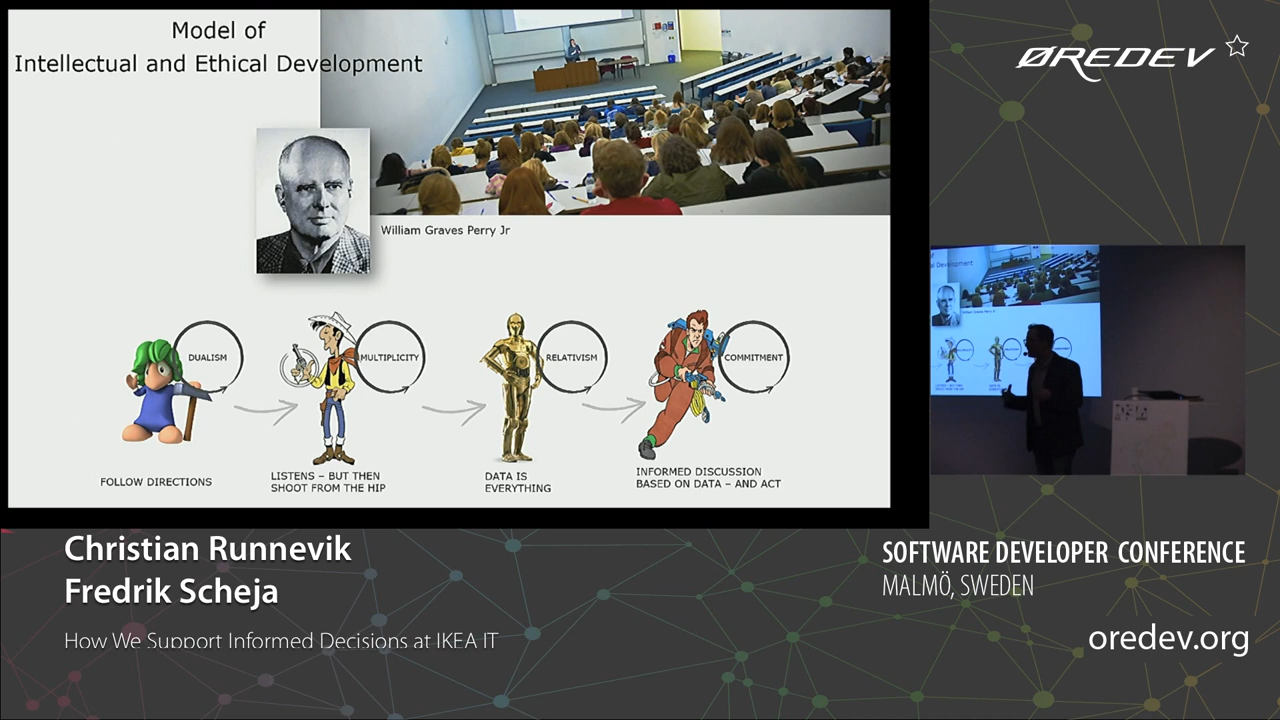 Model of
Intellectual and Ethical Development
William Graves Perry Jr
DUALISM
MULTIPLICITY
RELATIVISM
COMMITMENT
FOLLOW DIRECTIONS
LISTENS – BUT THEN
SHOOT FROM THE HIP
DATA IS
EVERYTHING
INFORMED DISCUSSION
BASED ON DATA – AND ACT
ØREDEV
Christian Runnevik
Fredrik Scheja
How We Support Informed Decisions at IKEA IT
SOFTWARE DEVELOPER CONFERENCE
MALMÖ, SWEDEN
oredev.org